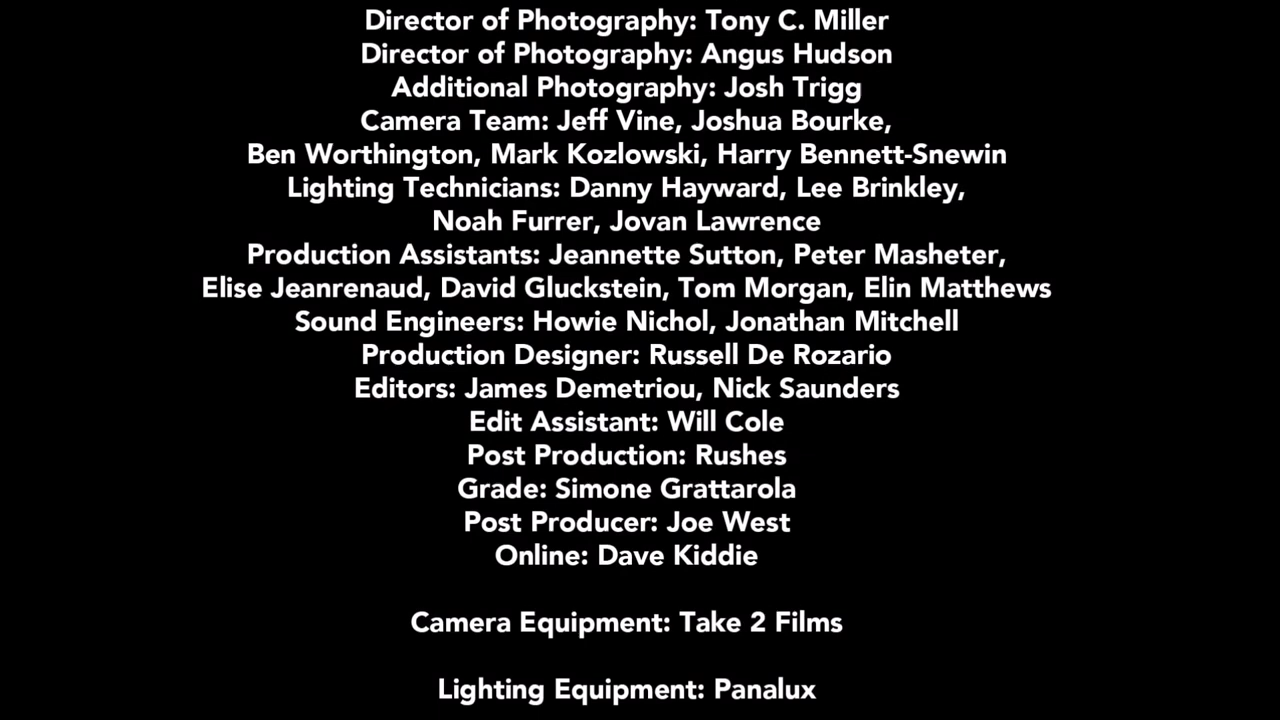 Director of Photography: Tony C. Miller
Director of Photography: Angus Hudson
Additional Photography: Josh Trigg
Camera Team: Jeff Vine, Joshua Bourke,
Ben Worthington, Mark Kozlowski, Harry Bennett-Snewin
Lighting Technicians: Danny Hayward, Lee Brinkley,
Noah Furrer, Jovan Lawrence
Production Assistants: Jeannette Sutton, Peter Masheter,
Elise Jeanrenaud, David Gluckstein, Tom Morgan, Elin Matthews
Sound Engineers: Howie Nichol, Jonathan Mitchell
Production Designer: Russell De Rozario
Editors: James Demetriou, Nick Saunders
Edit Assistant: Will Cole
Post Production: Rushes
Grade: Simone Grattarola
Post Producer: Joe West
Online: Dave Kiddie
Camera Equipment: Take 2 Films
Lighting Equipment: Panalux